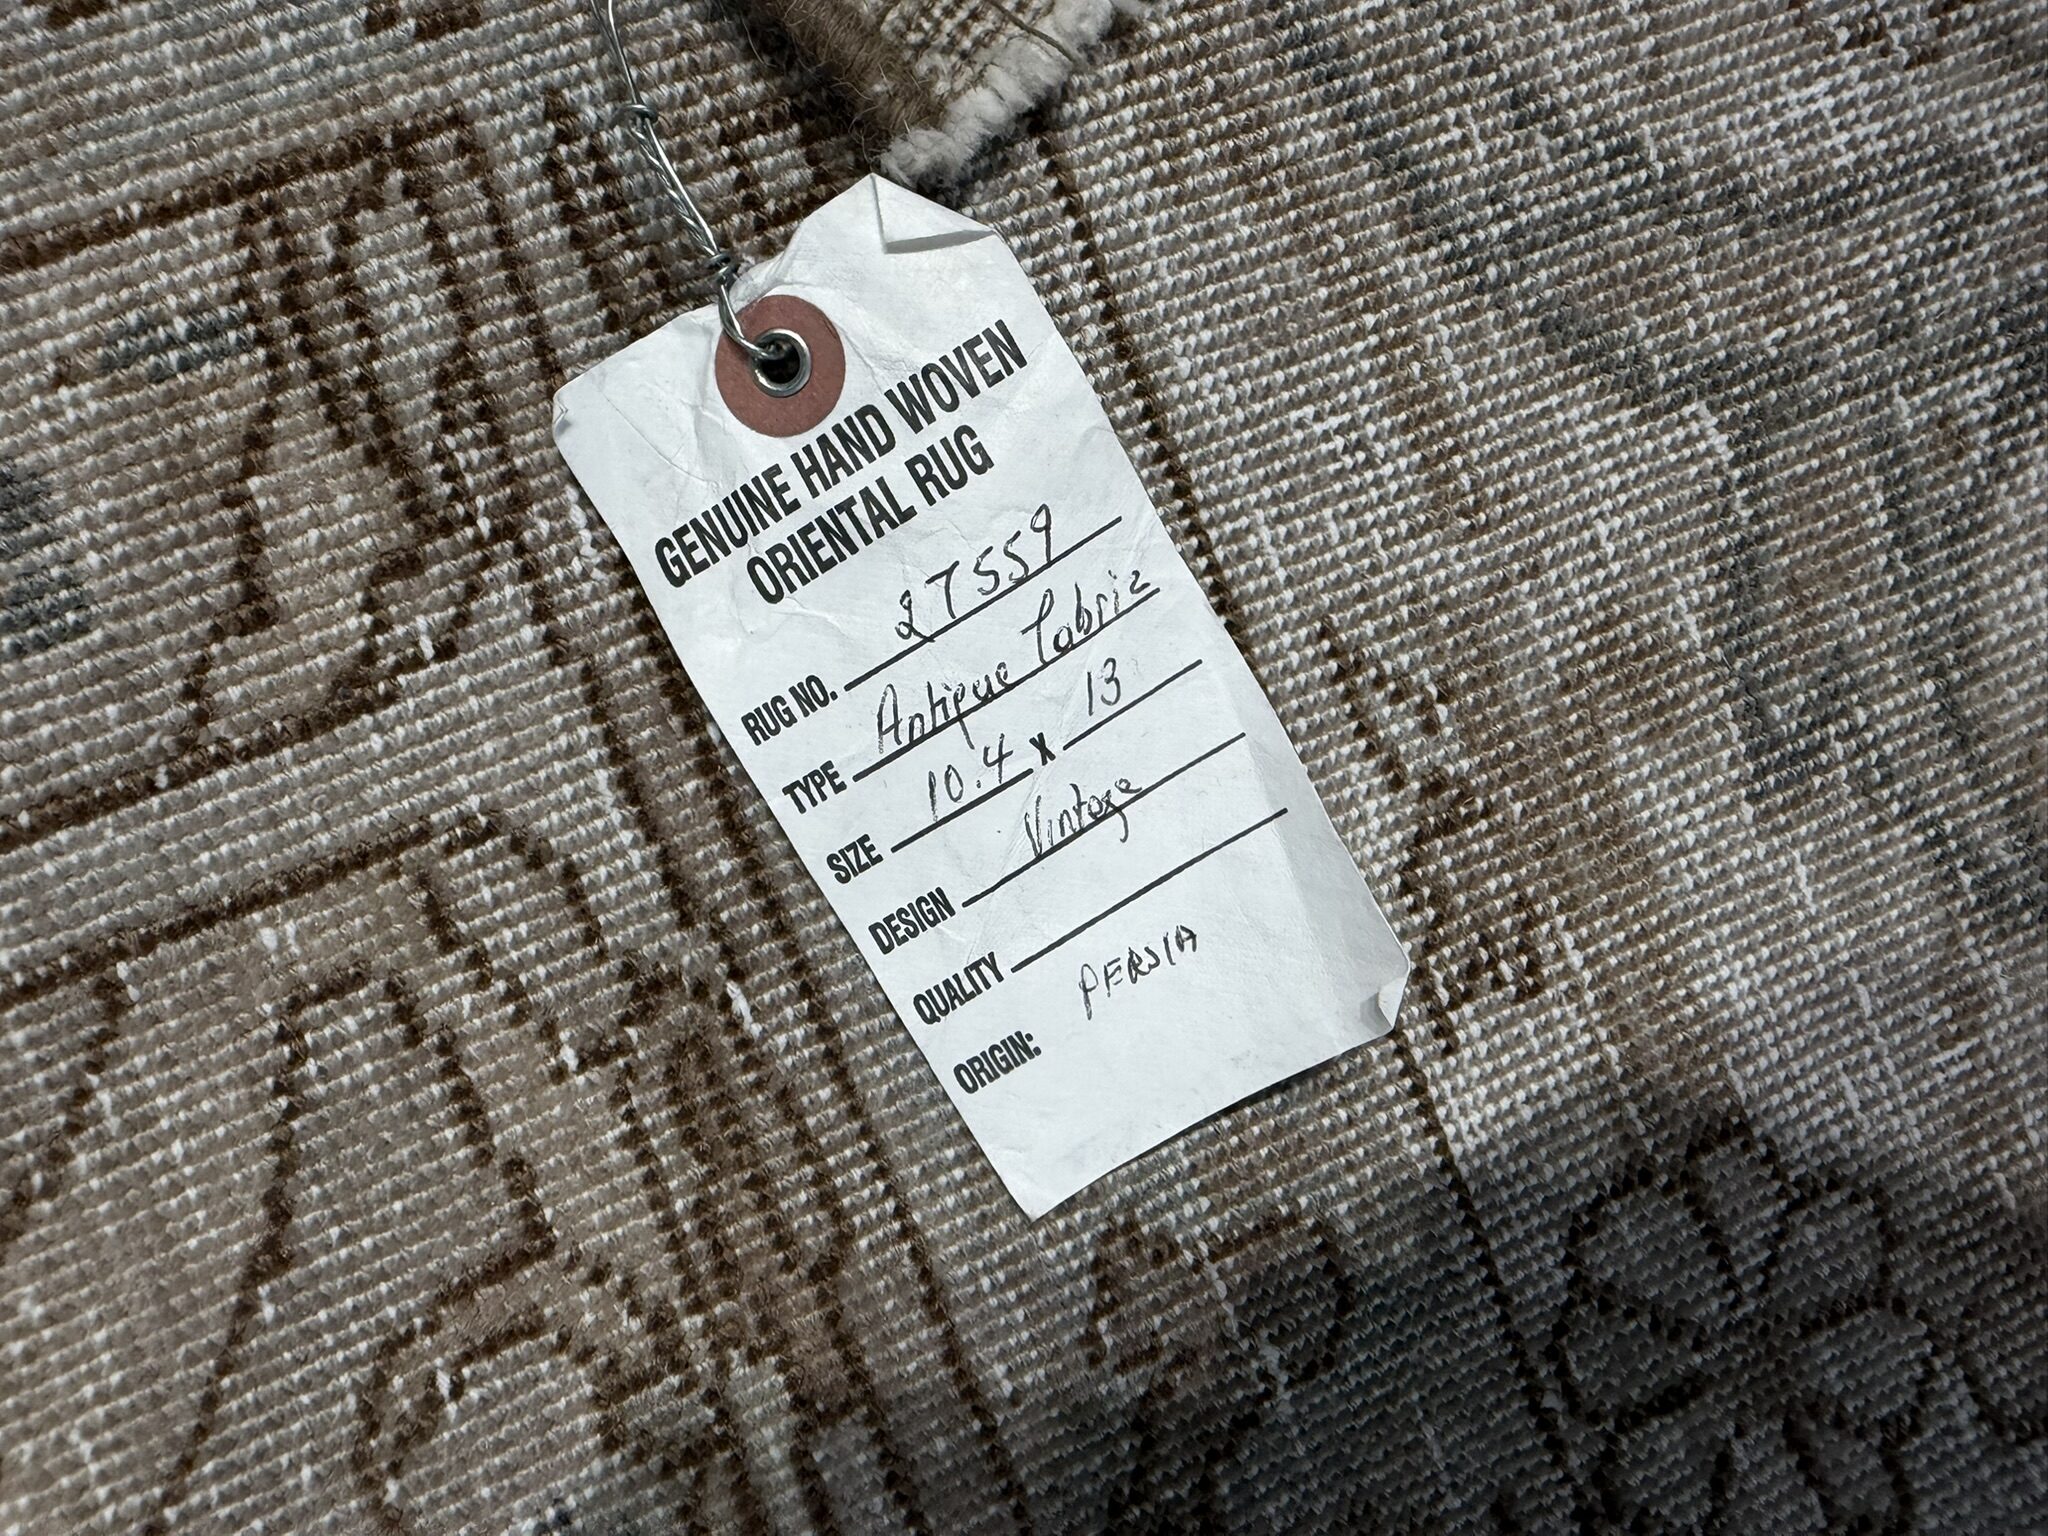 GENUINE HAND WOVEN
ORIENTAL RUG
RUG NO. 27559
TYPE Antique Tabriz
SIZE 10.4 x 13
DESIGN Vintage
QUALITY
ORIGIN: PERSIA